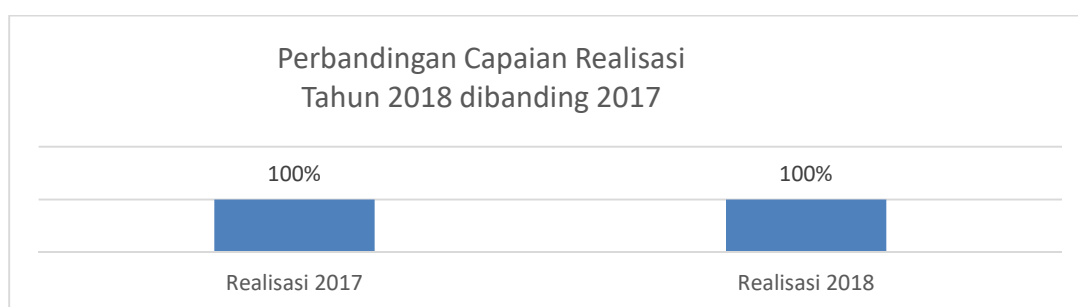 Perbandingan Capaian Realisasi
Tahun 2018 dibanding 2017
100%
100%
Realisasi 2017
Realisasi 2018